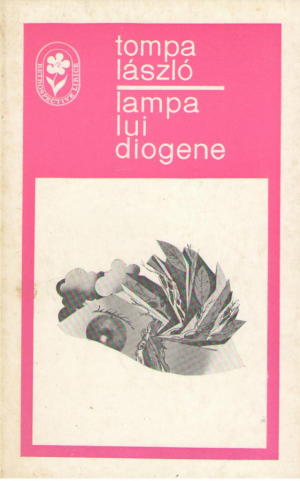 RETROSPECTIVE LIRICE
tompa
lászló
lampa
lui
diogene